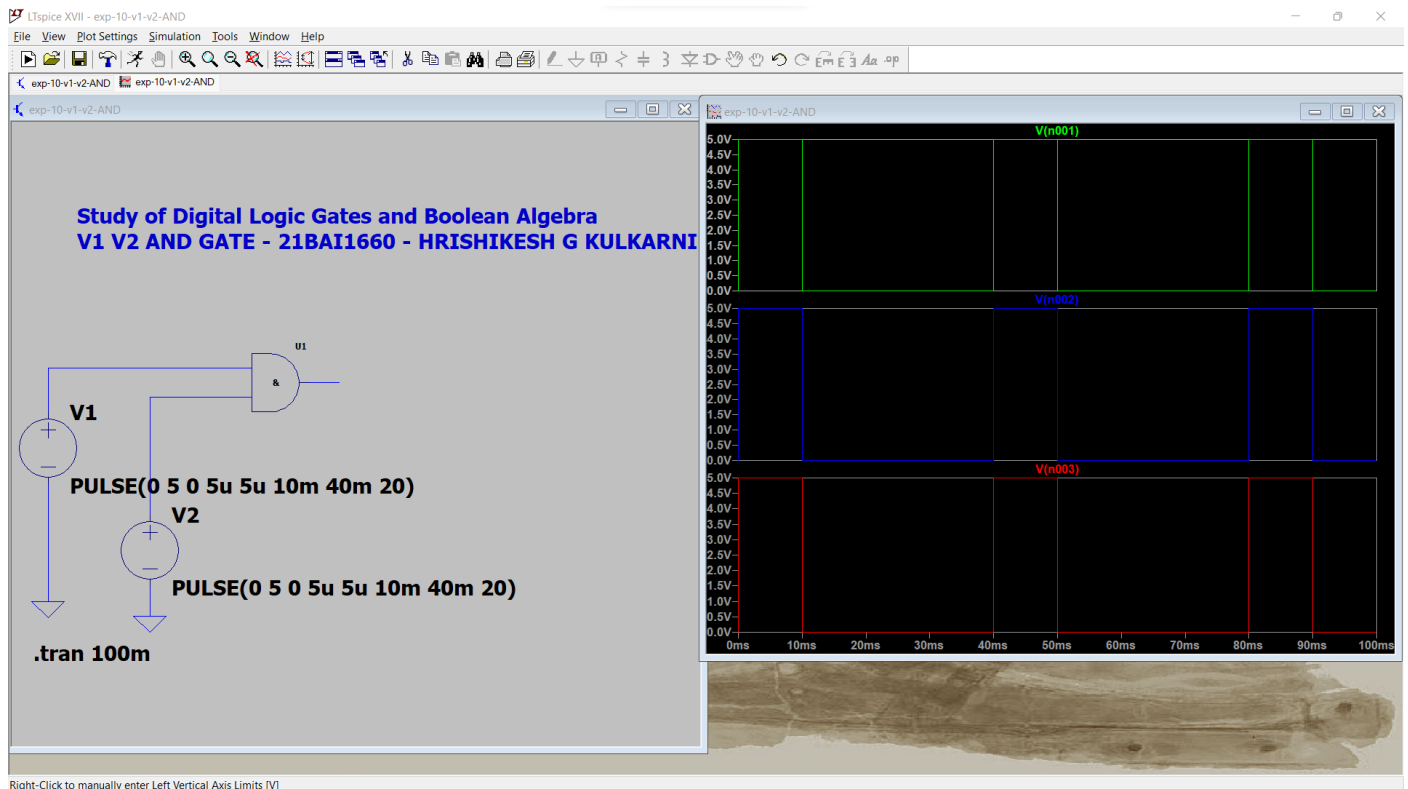 LTspice XVII - exp-10-v1-v2-AND
File View Plot Settings Simulation Tools Window Help
exp-10-v1-v2-AND exp-10-v1-v2-AND
exp-10-v1-v2-AND
Study of Digital Logic Gates and Boolean Algebra
V1 V2 AND GATE - 21BAI1660 - HRISHIKESH G KULKARNI
U1
&
V1
PULSE(0 5 0 5u 5u 10m 40m 20)
V2
PULSE(0 5 0 5u 5u 10m 40m 20)
.tran 100m
exp-10-v1-v2-AND
V(n001)
5.0V
4.5V
4.0V
3.5V
3.0V
2.5V
2.0V
1.5V
1.0V
0.5V
0.0V
V(n002)
5.0V
4.5V
4.0V
3.5V
3.0V
2.5V
2.0V
1.5V
1.0V
0.5V
0.0V
V(n003)
5.0V
4.5V
4.0V
3.5V
3.0V
2.5V
2.0V
1.5V
1.0V
0.5V
0.0V
0ms 10ms 20ms 30ms 40ms 50ms 60ms 70ms 80ms 90ms 100ms
Right-Click to manually enter Left Vertical Axis Limits [V]